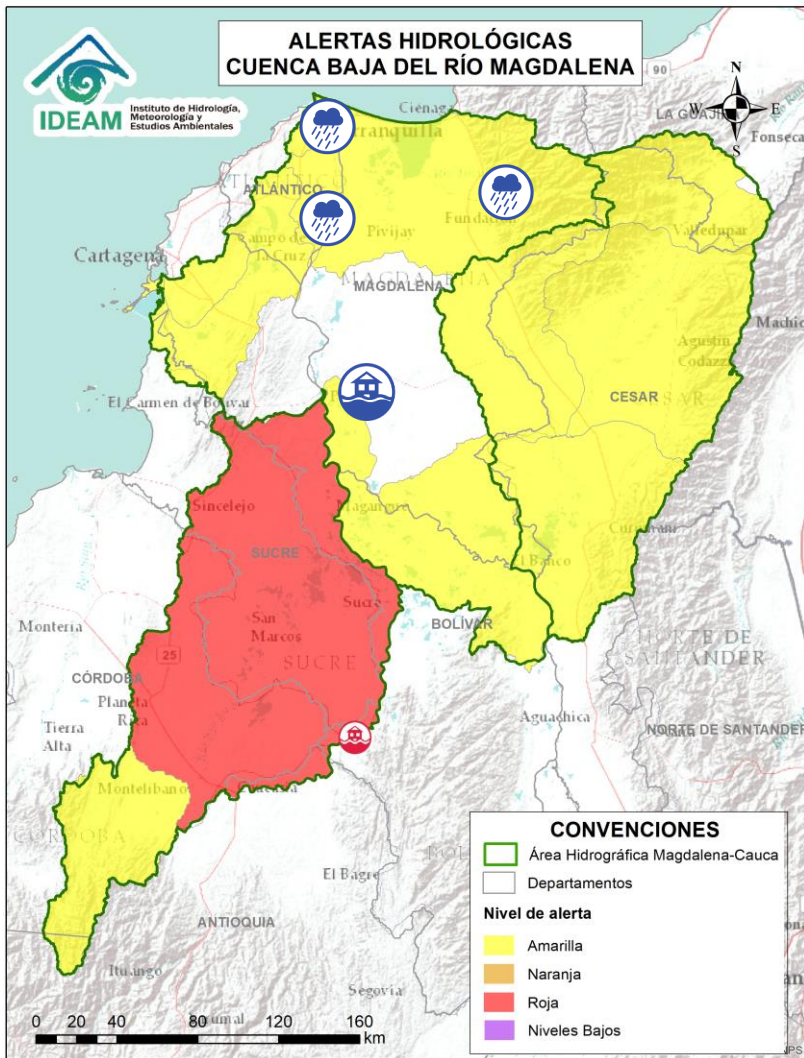 ALERTAS HIDROLÓGICAS
CUENCA BAJA DEL RÍO MAGDALENA
IDEAM
Instituto de Hidrología,
Meteorología y
Estudios Ambientales
N
W
E
S
90
Ciénaga
LA GUAJIRA
Fonseca
ATLÁNTICO
Fundación
Valledupar
Pivijay
Campo de
la Cruz
Cartagena
MAGDALENA
MAGDALENA
Agustín
Codazzi
CESAR
El Carmen de Bolívar
Sincelejo
Magangué
SUCRE
El Banco
Sucre
San
Marcos
BOLÍVAR
Montería
25
SUCRE
NORTE DE
SANTANDER
CÓRDOBA
Planeta
Rica
Tierra
Alta
Aguachica
NORTE DE SANTANDER
Montelíbano
CÓRDOBA
El Bagre
ANTIOQUIA
Ituango
Segovia
0 20 40 80 120 160
km
CONVENCIONES
Área Hidrográfica Magdalena-Cauca
Departamentos
Nivel de alerta
Amarilla
Naranja
Roja
Niveles Bajos